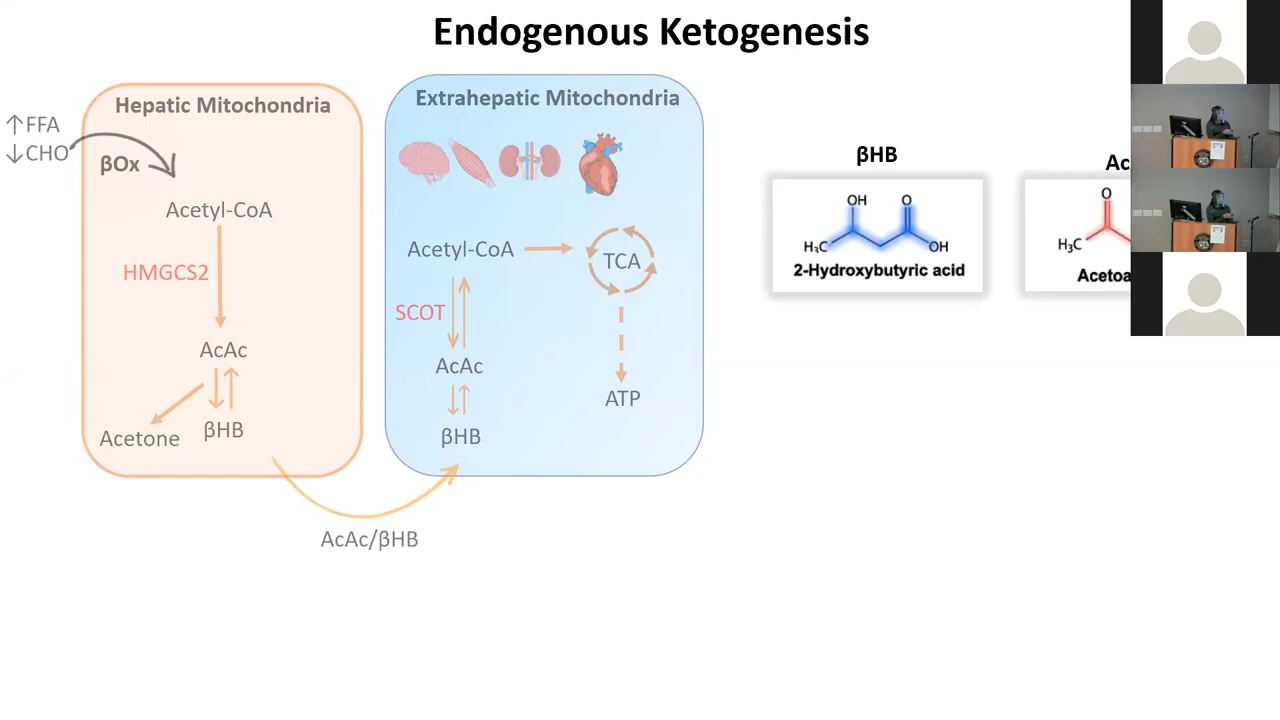 Endogenous Ketogenesis
Hepatic Mitochondria
↑FFA
↓CHO
βOx
Acetyl-CoA
HMGCS2
AcAc
Acetone
βHB
AcAc/βHB
Extrahepatic Mitochondria
Acetyl-CoA
TCA
SCOT
AcAc
ATP
βHB
βHB
OH
O
H₃C
OH
2-Hydroxybutyric acid
Ac
O
H₃C
Acetoa